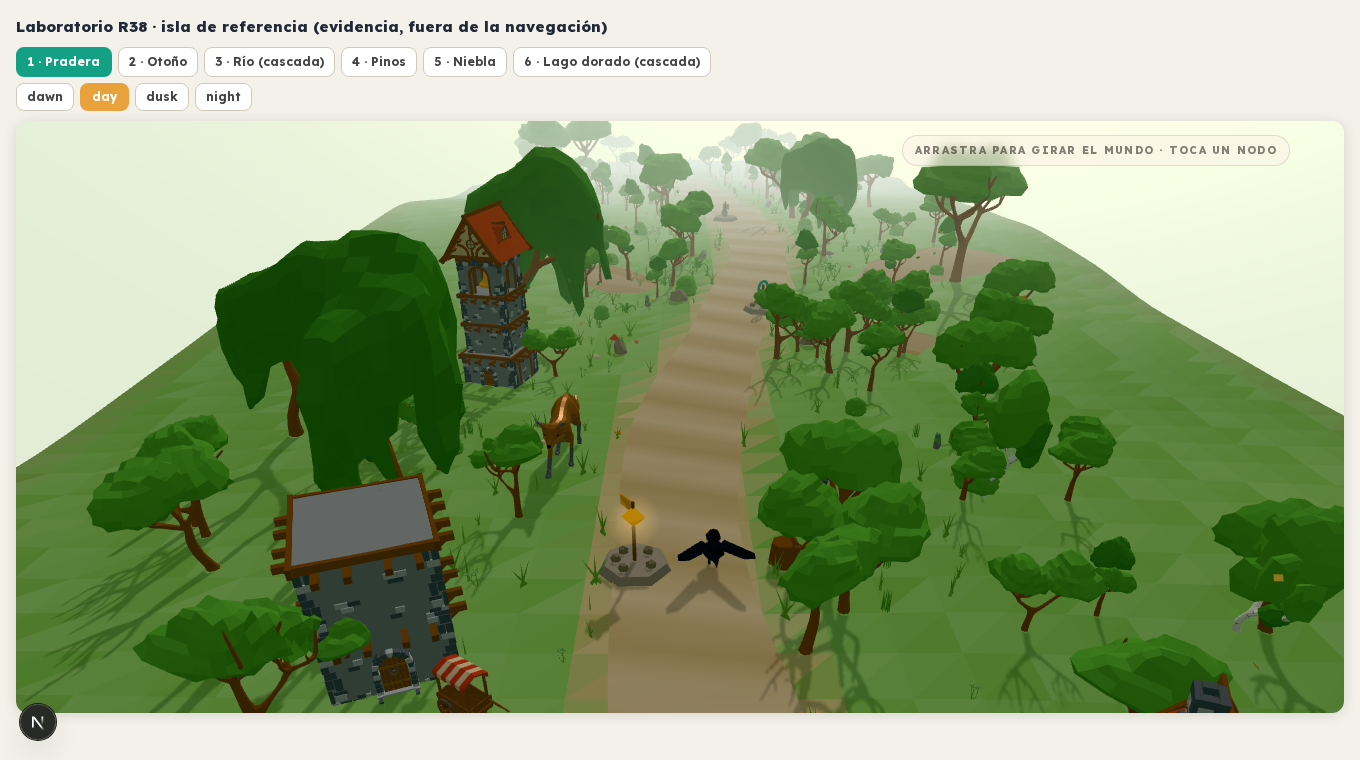 Laboratorio R38 · isla de referencia (evidencia, fuera de la navegación)
1 · Pradera
2 · Otoño
3 · Río (cascada)
4 · Pinos
5 · Niebla
6 · Lago dorado (cascada)
dawn
day
dusk
night
ARRASTRA PARA GIRAR EL MUNDO · TOCA UN NODO
N